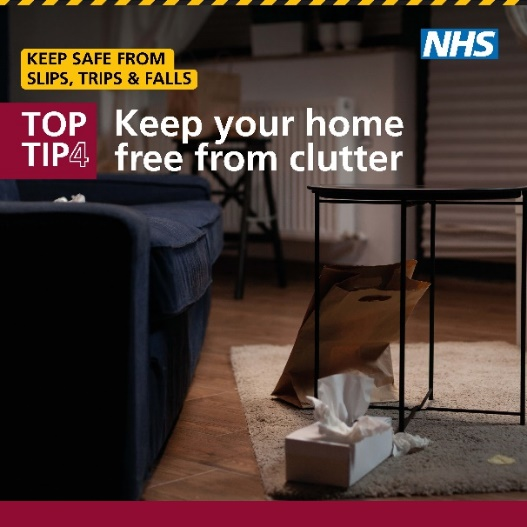 NHS
KEEP SAFE FROM
SLIPS, TRIPS & FALLS
TOP
TIP4
Keep your home
free from clutter